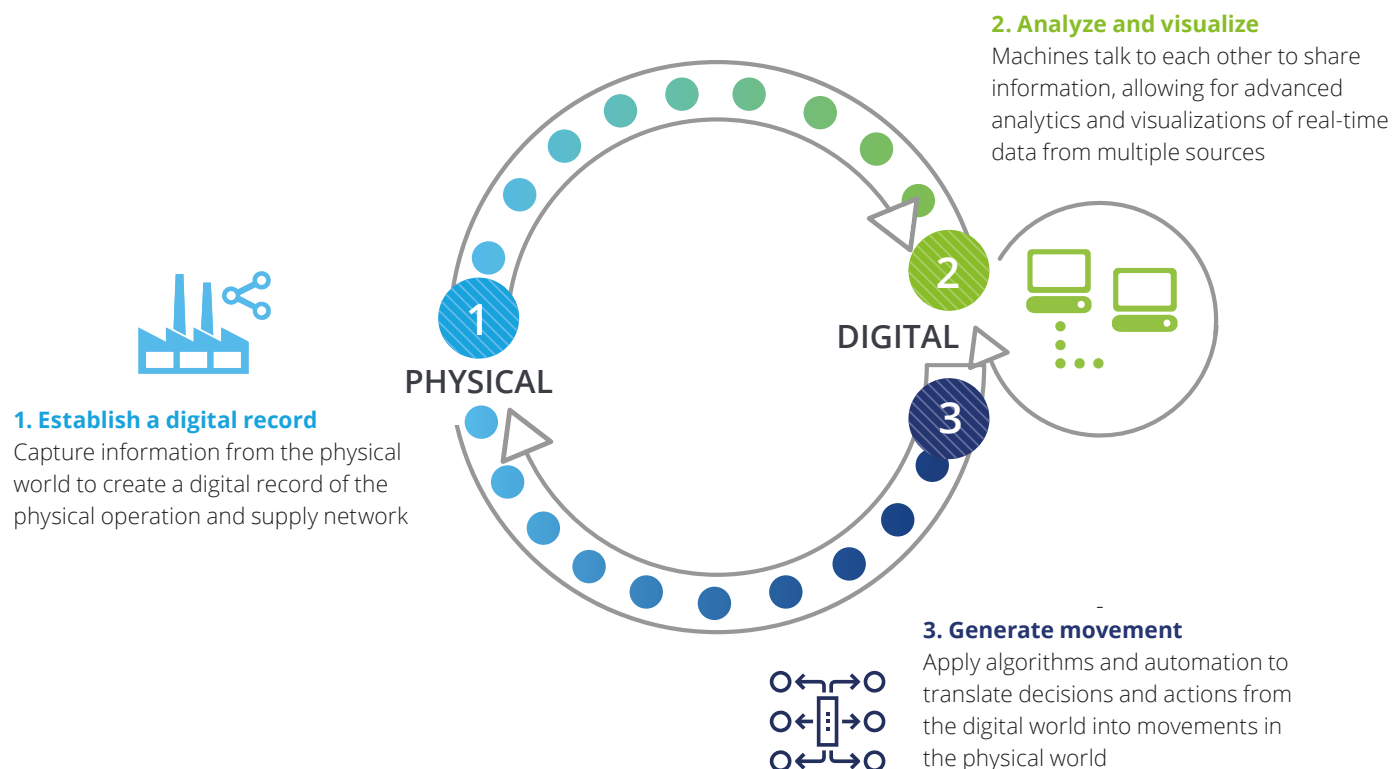 2. Analyze and visualize
Machines talk to each other to share
information, allowing for advanced
analytics and visualizations of real-time
data from multiple sources
1
2
DIGITAL
PHYSICAL
3
1. Establish a digital record
Capture information from the physical
world to create a digital record of the
physical operation and supply network
3. Generate movement
Apply algorithms and automation to
translate decisions and actions from
the digital world into movements in
the physical world